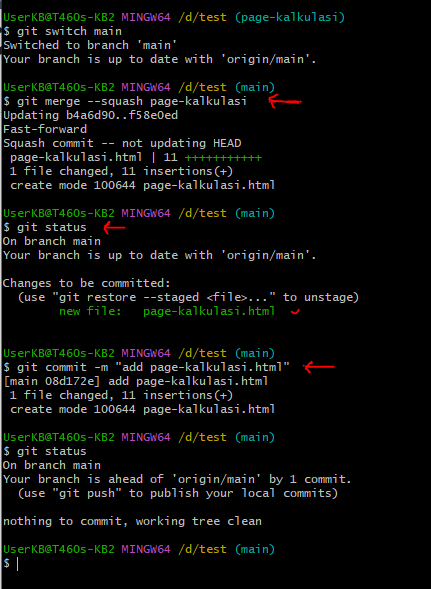 UserKB@T46Os-KB2 MINGW64 /d/test (page-kalkulasi)
$ git switch main
Switched to branch 'main'
Your branch is up to date with 'origin/main'.
UserKB@T46Os-KB2 MINGW64 /d/test (main)
$ git merge --squash page-kalkulasi
Updating b4a6d90..f58e0ed
Fast-forward
Squash commit -- not updating HEAD
 page-kalkulasi.html | 11 +++++++++++
 1 file changed, 11 insertions(+)
 create mode 100644 page-kalkulasi.html
UserKB@T46Os-KB2 MINGW64 /d/test (main)
$ git status
On branch main
Your branch is up to date with 'origin/main'.
Changes to be committed:
  (use "git restore --staged <file>..." to unstage)
        new file:   page-kalkulasi.html
UserKB@T46Os-KB2 MINGW64 /d/test (main)
$ git commit -m "add page-kalkulasi.html"
[main 08d172e] add page-kalkulasi.html
 1 file changed, 11 insertions(+)
 create mode 100644 page-kalkulasi.html
UserKB@T46Os-KB2 MINGW64 /d/test (main)
$ git status
On branch main
Your branch is ahead of 'origin/main' by 1 commit.
  (use "git push" to publish your local commits)
nothing to commit, working tree clean
UserKB@T46Os-KB2 MINGW64 /d/test (main)
$